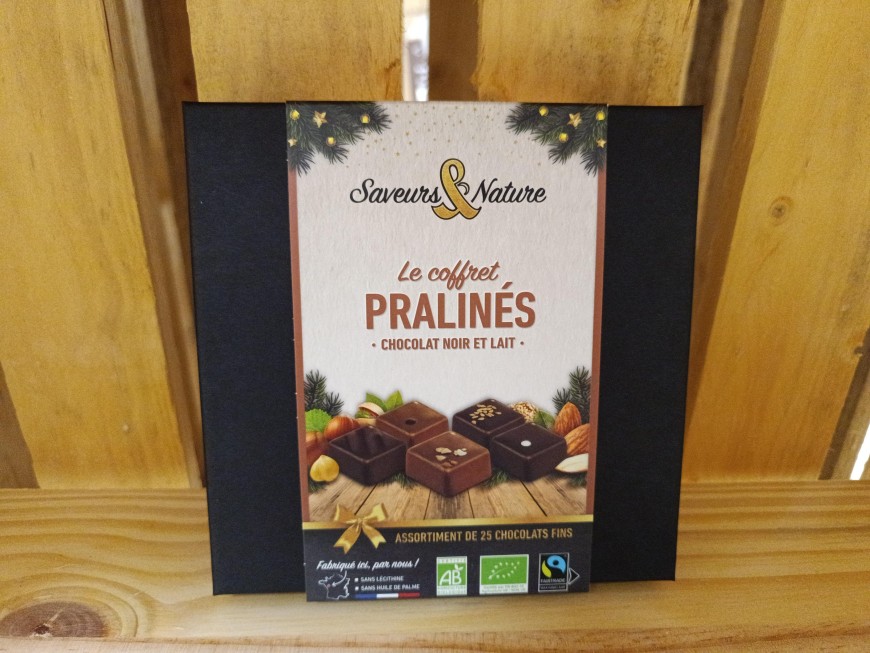 Saveurs & Nature
Le coffret
PRALINÉS
• CHOCOLAT NOIR ET LAIT •
ASSORTIMENT DE 25 CHOCOLATS FINS
Fabriqué ici, par nous !
SANS LÉCITHINE
SANS HUILE DE PALME
AB
FAIRTRADE